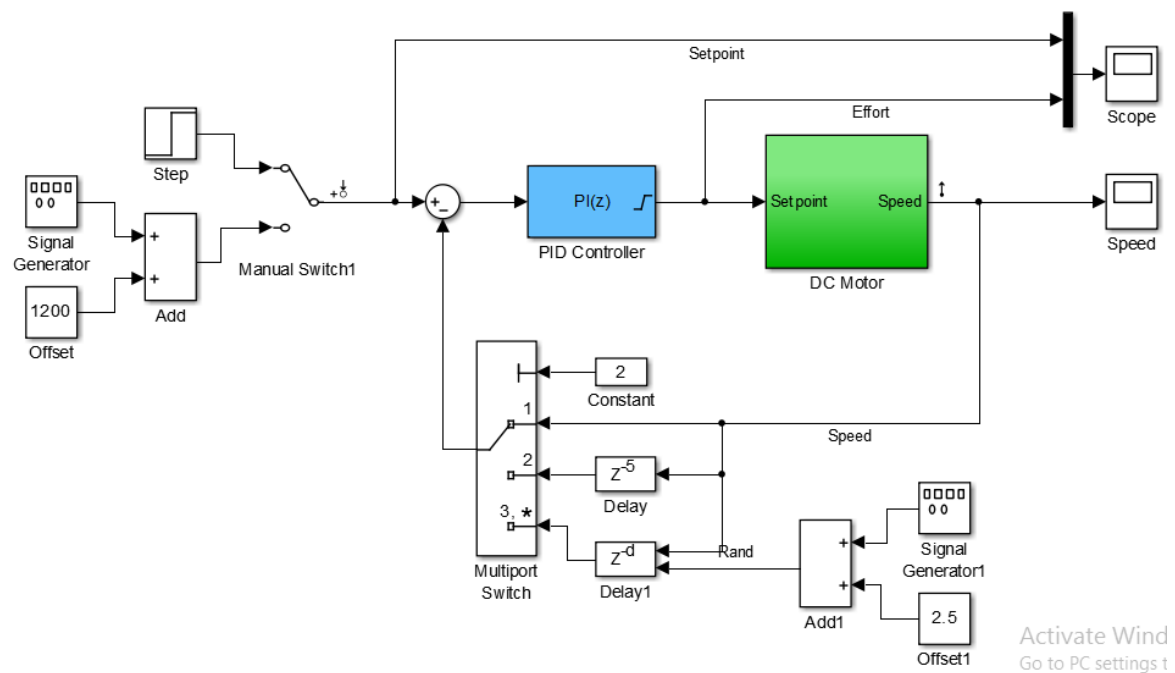 Setpoint
Effort
Scope
Step
Signal
Generator
+
+
Add
1200
Offset
Manual Switch1
+
+
−
PI(z)
PID Controller
Setpoint
Speed
DC Motor
Speed
2
Constant
1
2
3, *
Multiport
Switch
Speed
Z-5
Delay
Z-d
Delay1
Rand
+
+
Add1
Signal
Generator1
2.5
Offset1
Activate Wind
Go to PC settings t